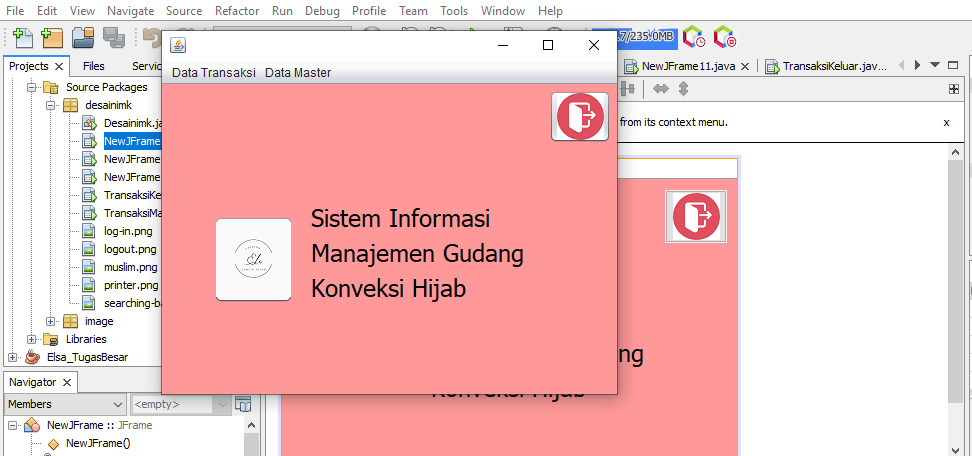 File Edit View Navigate Source Refactor Run Debug Profile Team Tools Window Help
7/235.0MB
Projects Files Servic
NewJFrame11.java TransaksiKeluar.jav...
Data Transaksi Data Master
from its context menu. x
Source Packages
desainimk
Desainimk.ja
NewJFrame
NewJFrame
NewJFrame
TransaksiKe
TransaksiMa
log-in.png
logout.png
muslim.png
printer.png
searching-ba
image
Libraries
Elsa_TugasBesar
Sistem Informasi
Manajemen Gudang
Konveksi Hijab
ng
Konveksi Hijab
Navigator
Members <empty>
NewJFrame :: JFrame
NewJFrame()